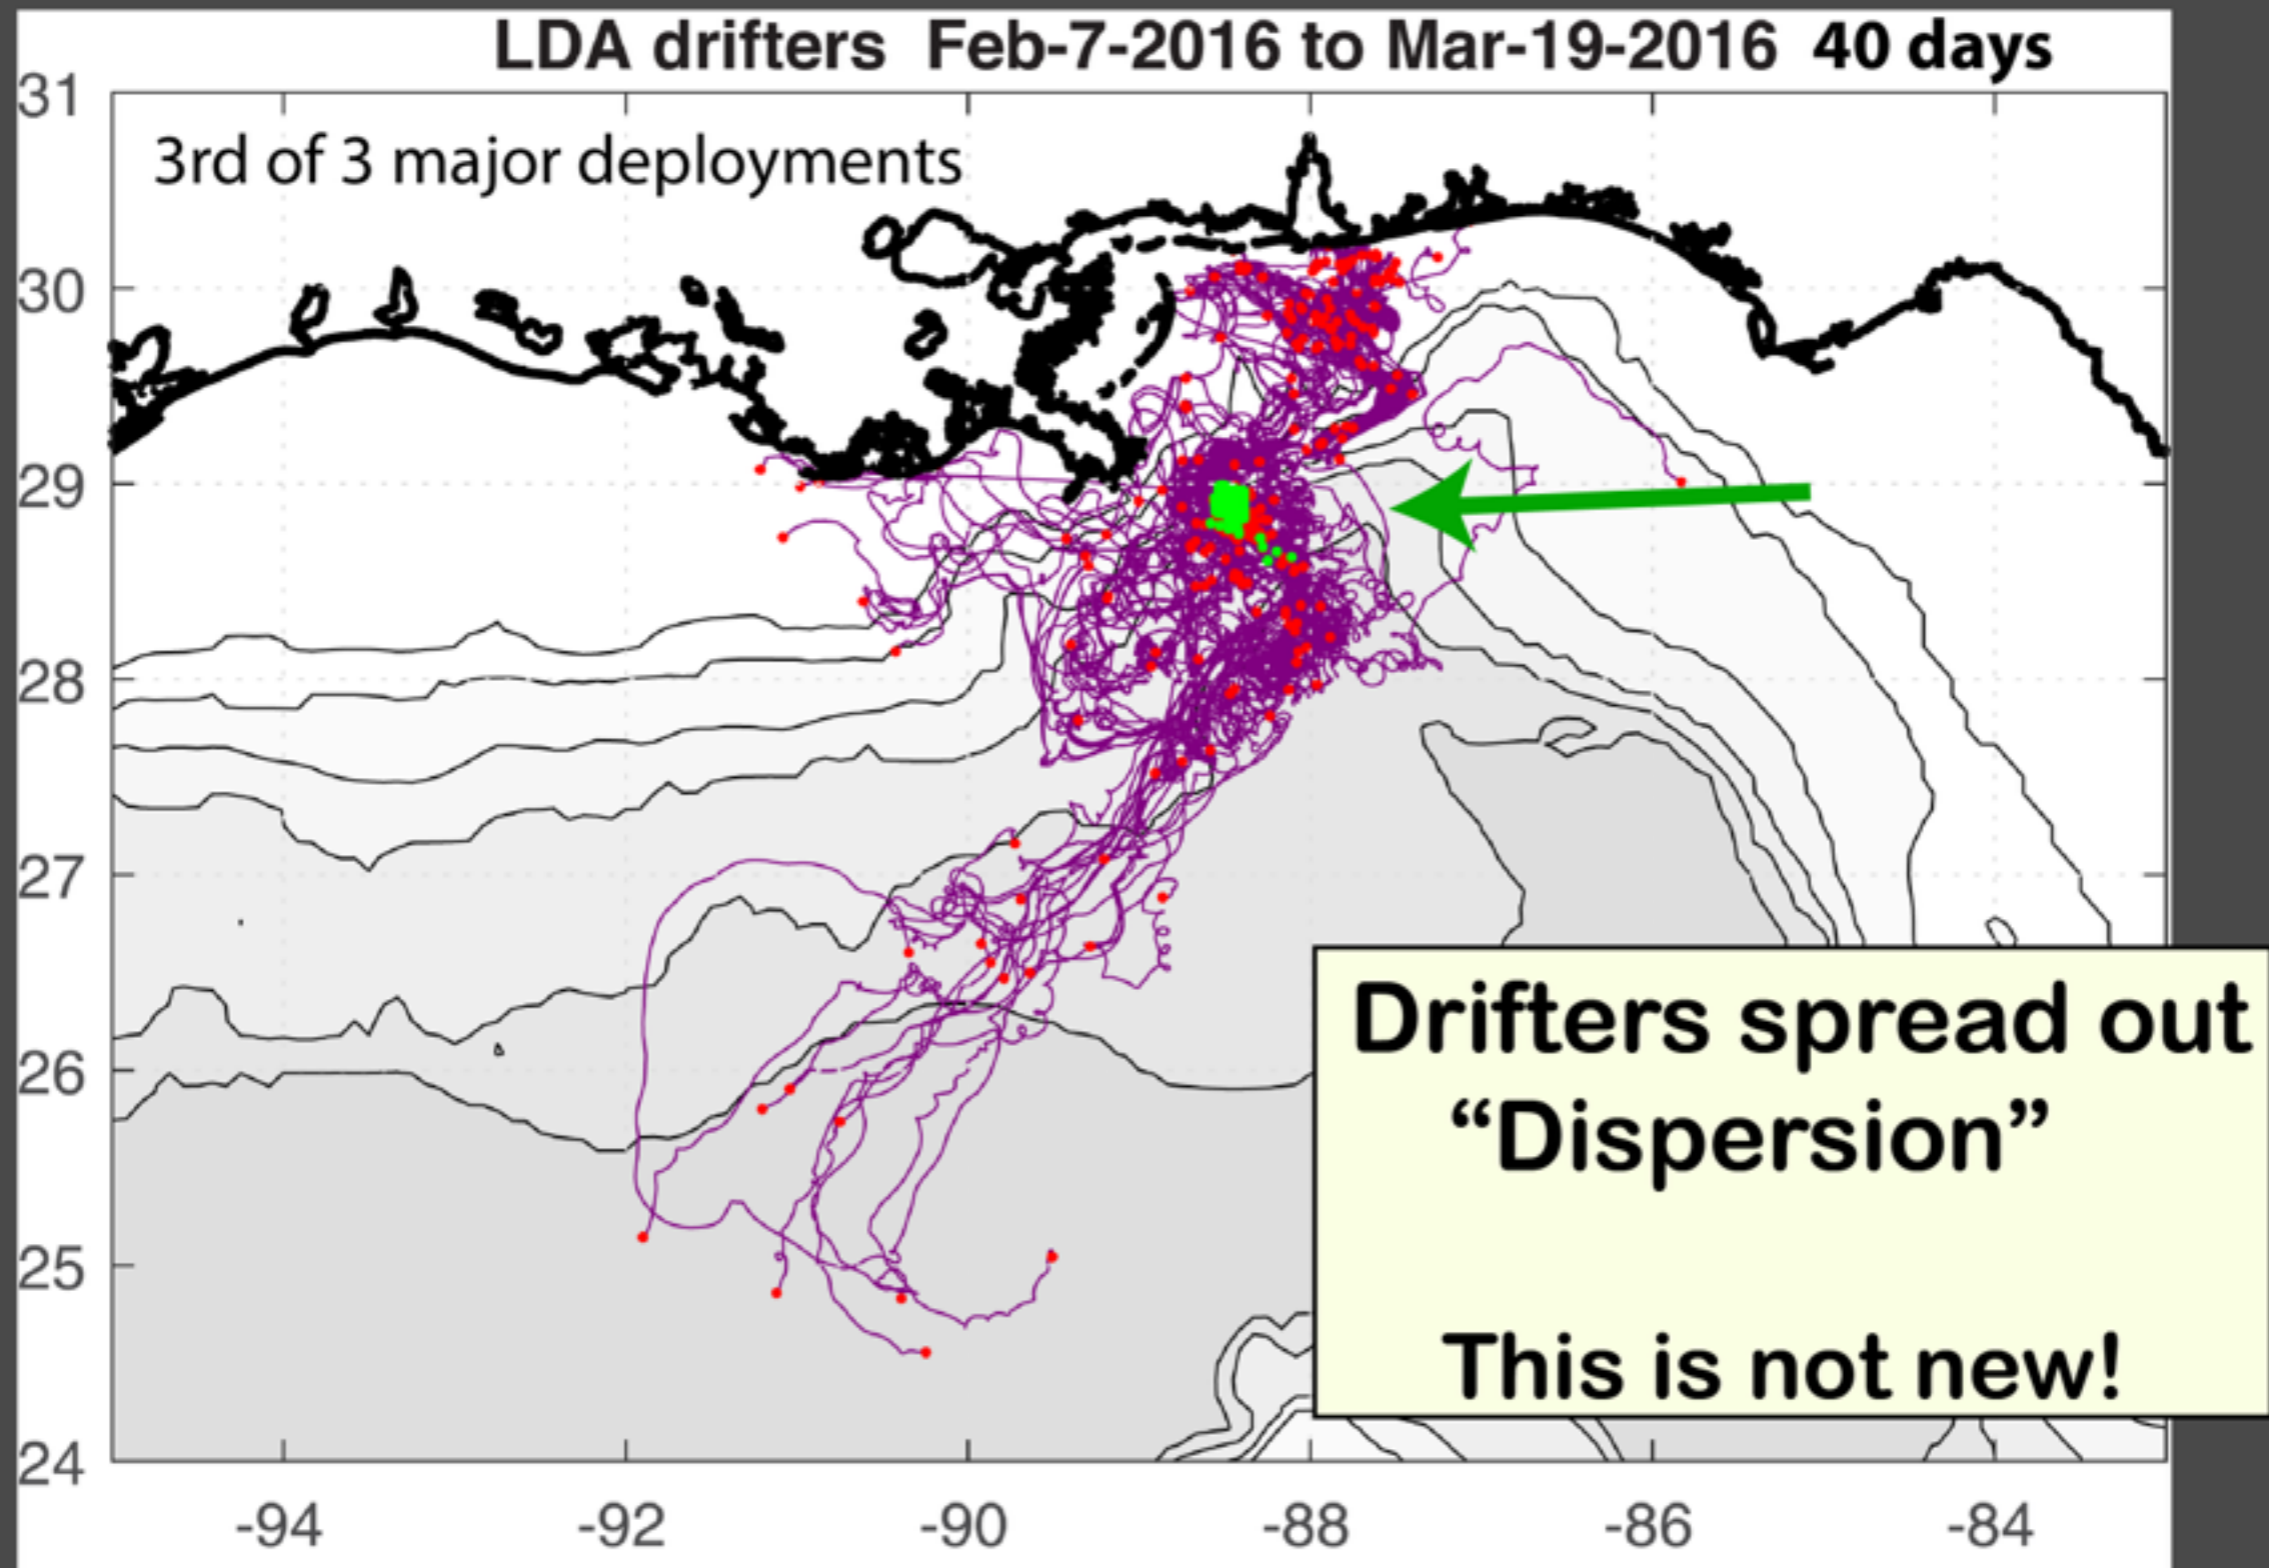 LDA drifters Feb-7-2016 to Mar-19-2016 40 days
3rd of 3 major deployments
31
30
29
28
27
26
25
24
-94
-92
-90
-88
-86
-84
Drifters spread out
“Dispersion”
This is not new!